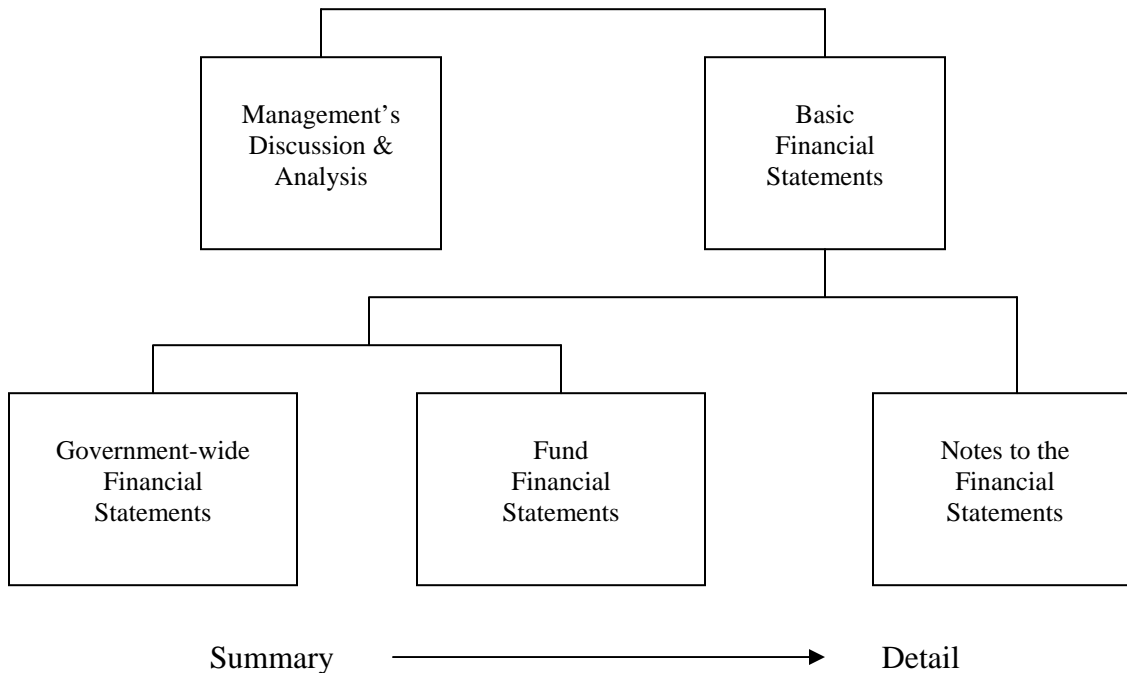 Management’s
Discussion &
Analysis
Basic
Financial
Statements
Government-wide
Financial
Statements
Fund
Financial
Statements
Notes to the
Financial
Statements
Summary
Detail